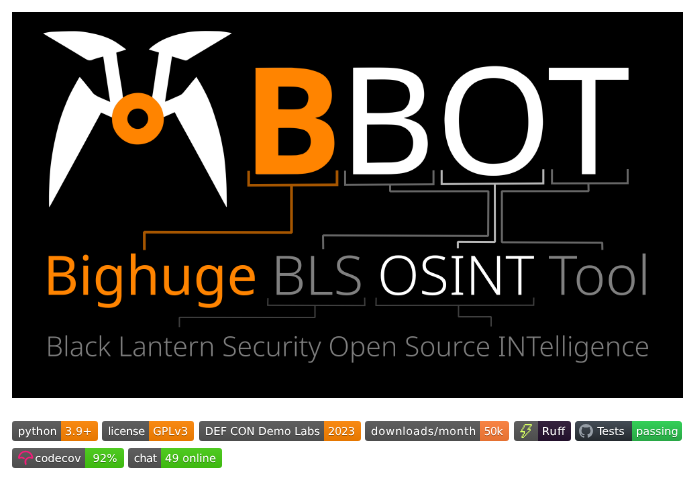 BBOT
Bighuge BLS OSINT Tool
Black Lantern Security Open Source INTelligence
python 3.9+ license GPLv3 DEF CON Demo Labs 2023 downloads/month 50k Ruff Tests passing
codecov 92% chat 49 online